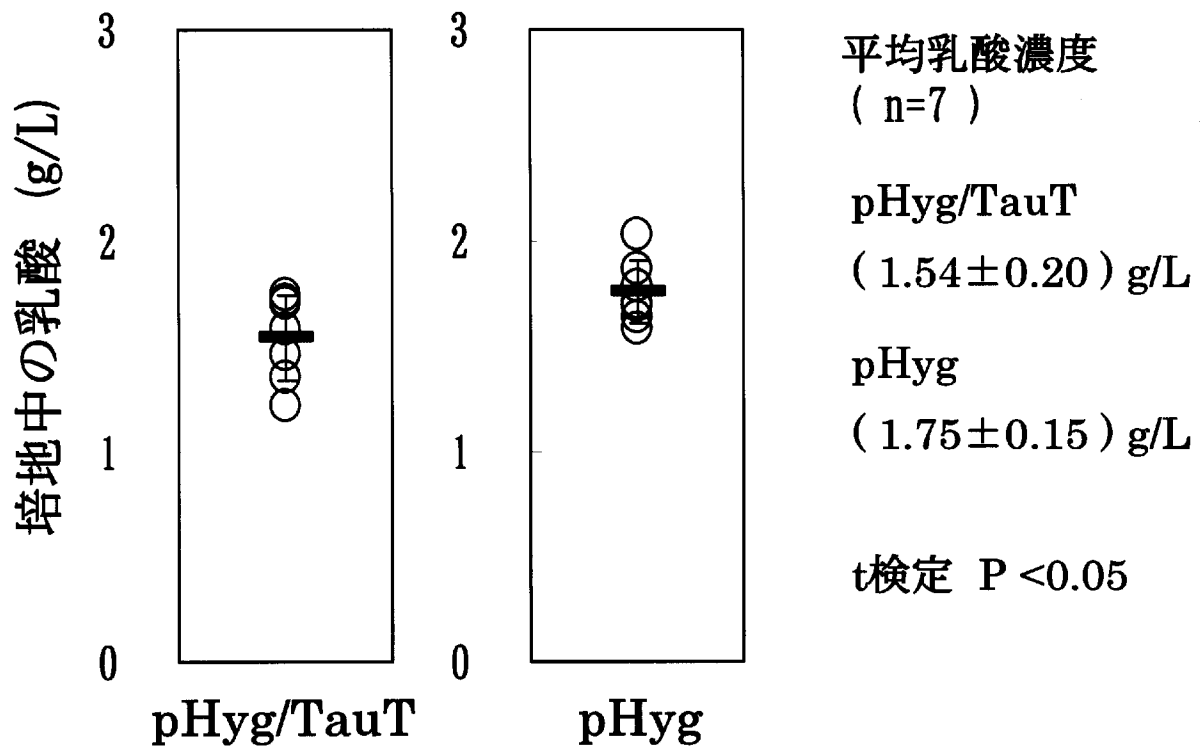 培地中の乳酸 (g/L)
3
2
1
0
pHyg/TauT
3
2
1
0
pHyg
平均乳酸濃度
( n=7 )
pHyg/TauT
( 1.54±0.20 ) g/L
pHyg
( 1.75±0.15 ) g/L
t検定 P <0.05